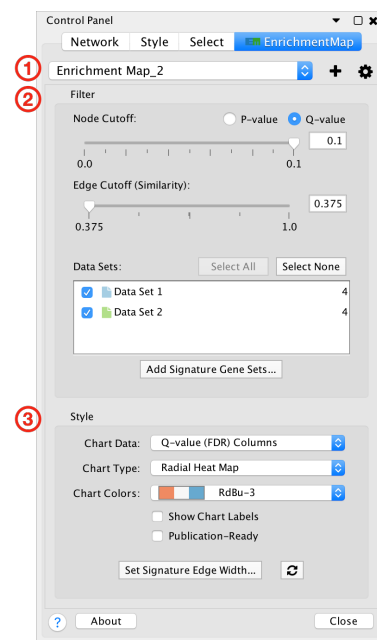 Control Panel
Network Style Select EnrichmentMap
1 Enrichment Map_2
2 Filter
Node Cutoff: P-value Q-value
0.1
0.0 0.1
Edge Cutoff (Similarity):
0.375
0.375 1.0
Data Sets: Select All Select None
Data Set 1 4
Data Set 2 4
Add Signature Gene Sets...
3 Style
Chart Data: Q-value (FDR) Columns
Chart Type: Radial Heat Map
Chart Colors: RdBu-3
Show Chart Labels
Publication-Ready
Set Signature Edge Width...
? About Close